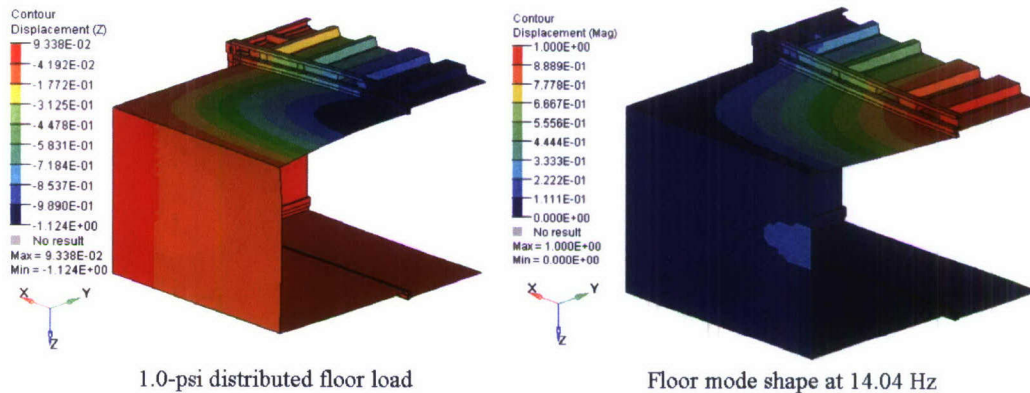 Contour
Displacement (Z)
9.338E-02
-4.192E-02
-1.772E-01
-3.125E-01
-4.478E-01
-5.831E-01
-7.184E-01
-8.537E-01
-9.890E-01
-1.124E+00
No result
Max = 9.338E-02
Min = -1.124E+00
X
Y
Z
1.0-psi distributed floor load
Contour
Displacement (Mag)
1.000E+00
8.889E-01
7.778E-01
6.667E-01
5.556E-01
4.444E-01
3.333E-01
2.222E-01
1.111E-01
0.000E+00
No result
Max = 1.000E+00
Min = 0.000E+00
X
Y
Z
Floor mode shape at 14.04 Hz